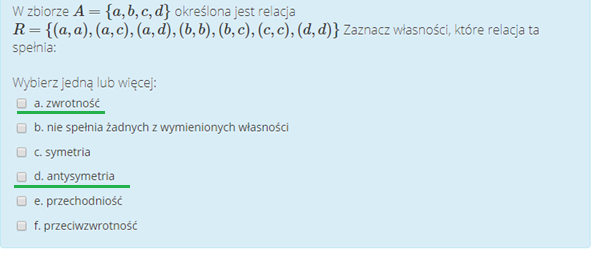 W zbiorze A = {a, b, c, d} określona jest relacja
R = {(a, a), (a, c), (a, d), (b, b), (b, c), (c, c), (d, d)} Zaznacz własności, które relacja ta
spełnia:
Wybierz jedną lub więcej:
a. zwrotność
b. nie spełnia żadnych z wymienionych własności
c. symetria
d. antysymetria
e. przechodniość
f. przeciwzwrotność